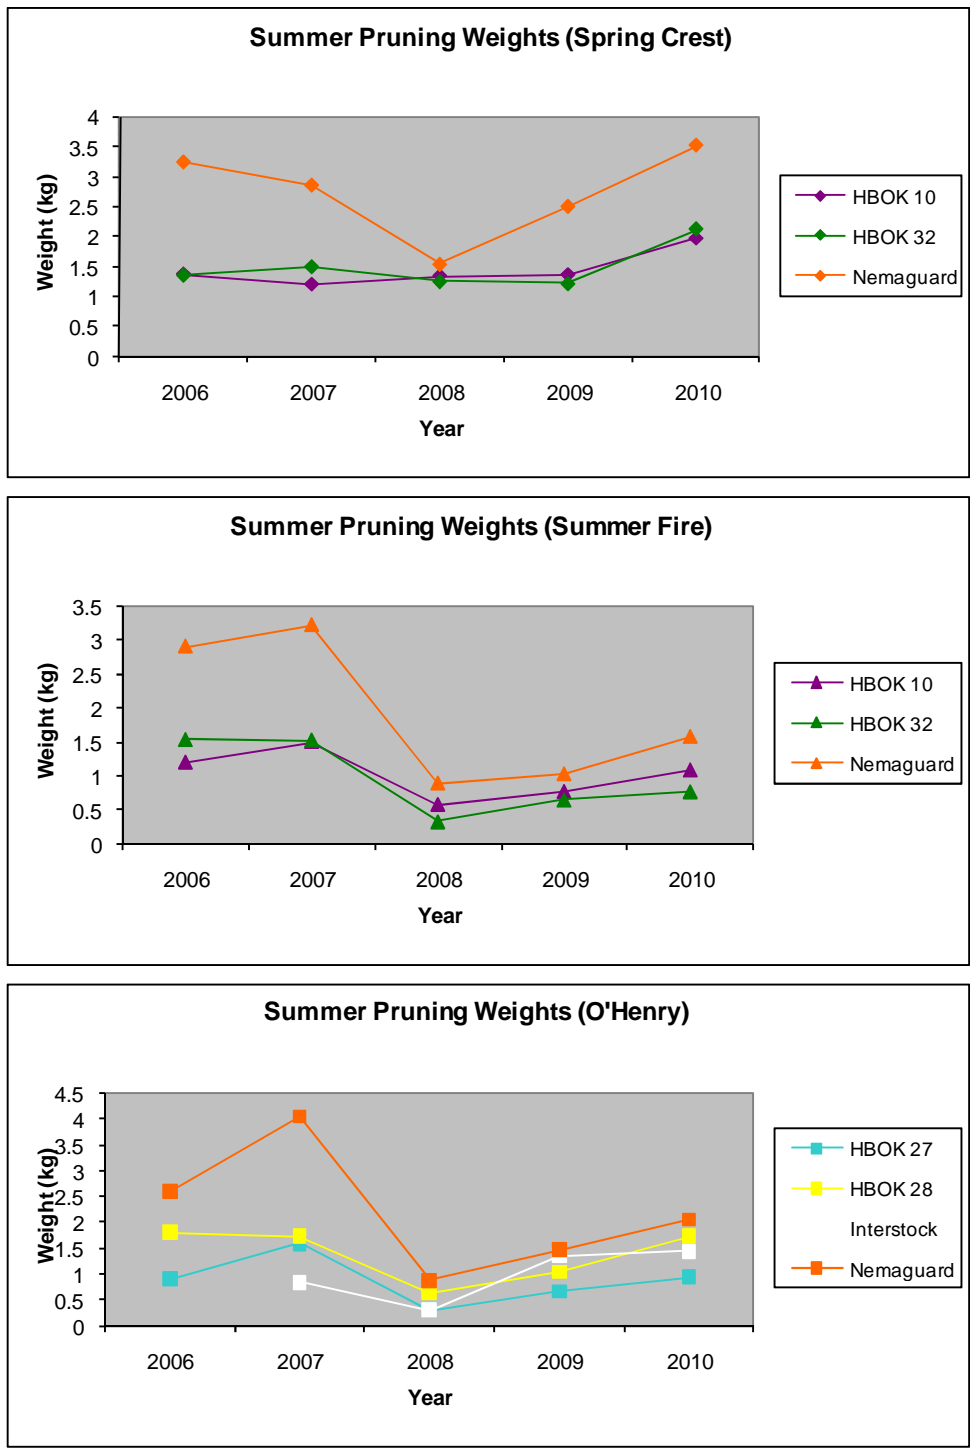 Summer Pruning Weights (Spring Crest)
4
3.5
3
2.5
2
1.5
1
0.5
0
Weight (kg)
2006 2007 2008 2009 2010
Year
HBOK 10
HBOK 32
Nemaguard
Summer Pruning Weights (Summer Fire)
3.5
3
2.5
2
1.5
1
0.5
0
Weight (kg)
2006 2007 2008 2009 2010
Year
HBOK 10
HBOK 32
Nemaguard
Summer Pruning Weights (O'Henry)
4.5
4
3.5
3
2.5
2
1.5
1
0.5
0
Weight (kg)
2006 2007 2008 2009 2010
Year
HBOK 27
HBOK 28
Interstock
Nemaguard